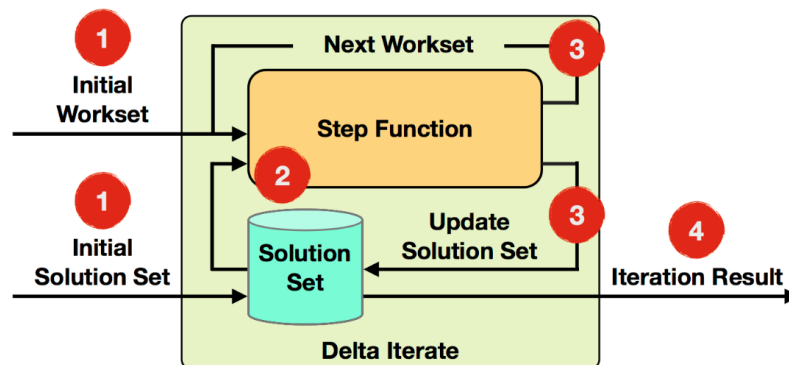 1
Next Workset
3
Initial
Workset
Step Function
2
1
3
4
Initial
Solution Set
Solution
Set
Update
Solution Set
Iteration Result
Delta Iterate